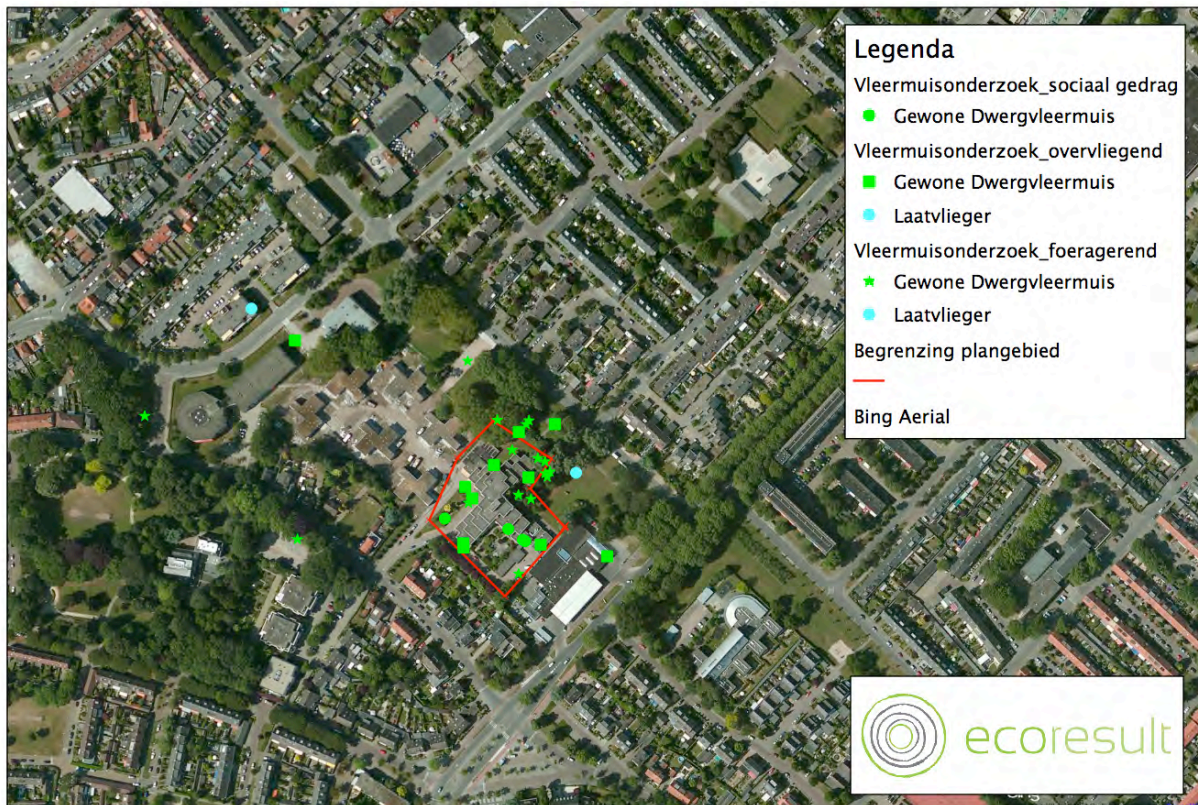 Legenda
Vleermuisonderzoek_sociaal gedrag
Gewone Dwergvleermuis
Vleermuisonderzoek_overvliegend
Gewone Dwergvleermuis
Laatvlieger
Vleermuisonderzoek_foeragerend
Gewone Dwergvleermuis
Laatvlieger
Begrenzing plangebied
Bing Aerial
ecoresult